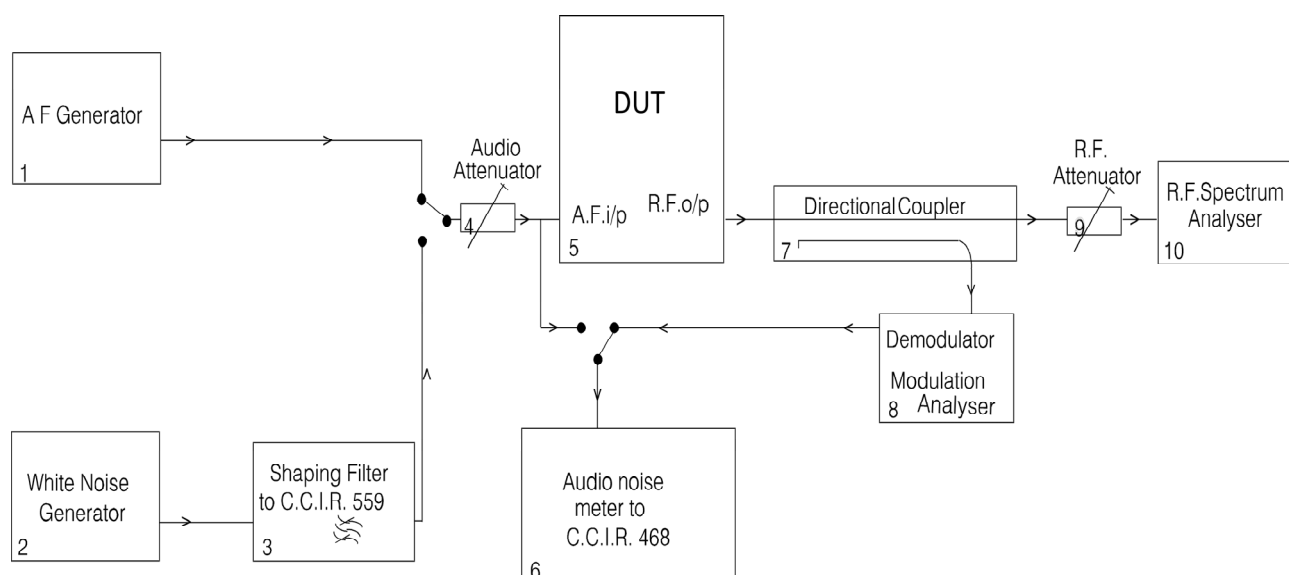 A F Generator
1
Audio
Attenuator
4
DUT
A.F.i/p
R.F.o/p
5
Directional Coupler
7
R.F.
Attenuator
9
R.F.Spectrum
Analyser
10
Demodulator
Modulation
Analyser
8
White Noise
Generator
2
Shaping Filter
to C.C.I.R. 559
3
Audio noise
meter to
C.C.I.R. 468
6